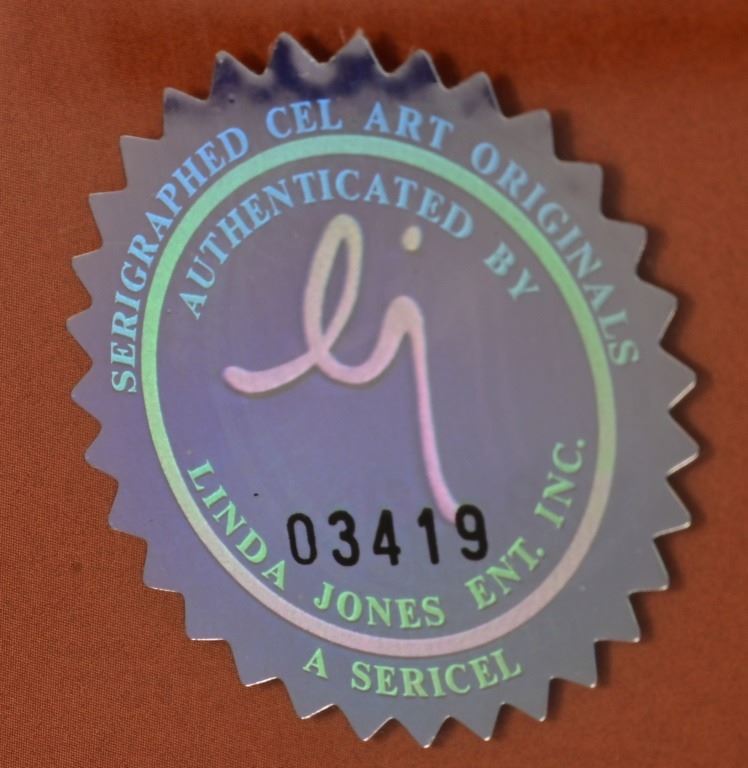 SERIGRAPHED CEL ART ORIGINALS
AUTHENTICATED BY
lj
03419
LINDA JONES ENT. INC.
A SERICEL